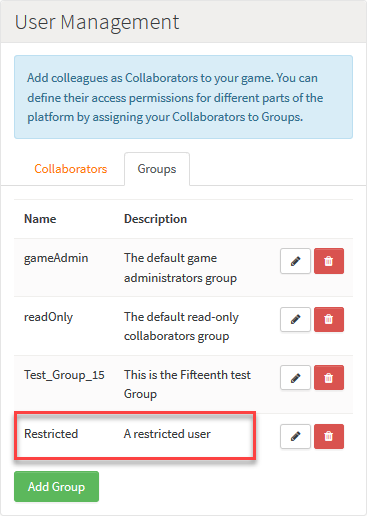 User Management
Add colleagues as Collaborators to your game. You can
define their access permissions for different parts of the
platform by assigning your Collaborators to Groups.
Collaborators Groups
Name Description
gameAdmin The default game
administrators group
readOnly The default read-only
collaborators group
Test_Group_15 This is the Fifteenth test
Group
Restricted A restricted user
Add Group